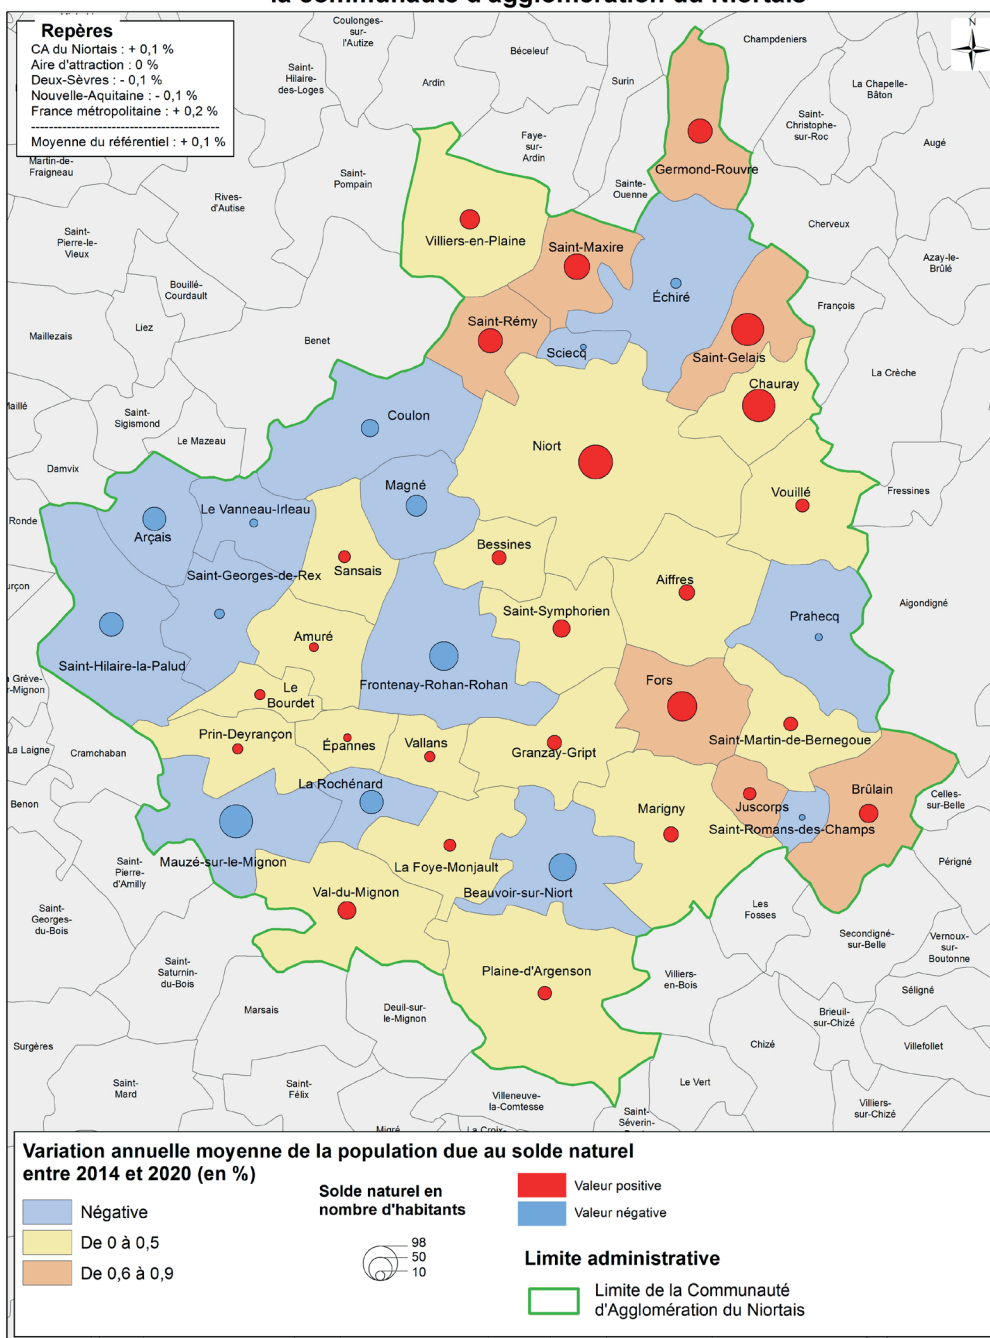 la communauté d'agglomération du Niortais
Repères
CA du Niortais : + 0,1 %
Aire d'attraction : 0 %
Deux-Sèvres : - 0,1 %
Nouvelle-Aquitaine : - 0,1 %
France métropolitaine : + 0,2 %
Moyenne du référentiel : + 0,1 %
N
Coulonges-
sur-
l'Autize
Béceleuf
Champdeniers
Saint-
Hilaire-
des-Loges
Ardin
Surin
La Chapelle-
Bâton
Saint-
Christophe-
sur-Roc
Augé
Faye-
sur-
Ardin
Martin-de-
Fraigneau
Saint-
Pompain
Sainte-
Ouenne
Germond-Rouvre
Rives-
d'Autise
Saint-
Pierre-le-
Vieux
Villiers-en-Plaine
Saint-Maxire
Cherveux
Azay-le-
Brûlé
Bouillé-
Courdault
Échiré
François
Maillezais
Liez
Benet
Saint-Rémy
Sciecq
Saint-Gelais
La Crèche
Chauray
Saint-
Sigismond
Le Mazeau
Coulon
Niort
Damvix
Magné
Vouillé
Fressines
Ronde
Le Vanneau-Irleau
Arçais
Bessines
Sansais
Saint-Georges-de-Rex
Aiffres
Aigondigné
Saint-Symphorien
Prahecq
Amuré
Saint-Hilaire-la-Palud
Frontenay-Rohan-Rohan
Fors
Le
Bourdet
La Laigne
Cramchaban
Prin-Deyrançon
Épannes
Vallans
Granzay-Gript
Saint-Martin-de-Bernegoue
La Rochénard
Benon
Marigny
Juscorps
Brûlain
Celles-
sur-Belle
Saint-Romans-des-Champs
Mauzé-sur-le-Mignon
La Foye-Monjault
Périgné
Saint-
Pierre-
d'Amilly
Val-du-Mignon
Beauvoir-sur-Niort
Les
Fosses
Saint-
Georges-
du-Bois
Secondigné-
sur-Belle
Vernoux-
sur-
Boutonne
Saint-
Saturnin-
du-Bois
Plaine-d'Argenson
Villiers-
en-Bois
Séligné
Marsais
Deuil-sur-
le-Mignon
Brieuil-
sur-Chizé
Surgères
Chizé
Villefollet
Saint-
Mard
Saint-
Félix
Villeneuve-
la-Comtesse
Le Vert
Villiers-
sur-Chizé
Saint-
Séverin-
Migré
La Croix-
Variation annuelle moyenne de la population due au solde naturel
entre 2014 et 2020 (en %)
Négative
De 0 à 0,5
De 0,6 à 0,9
Solde naturel en
nombre d'habitants
98
50
10
Valeur positive
Valeur négative
Limite administrative
Limite de la Communauté
d'Agglomération du Niortais